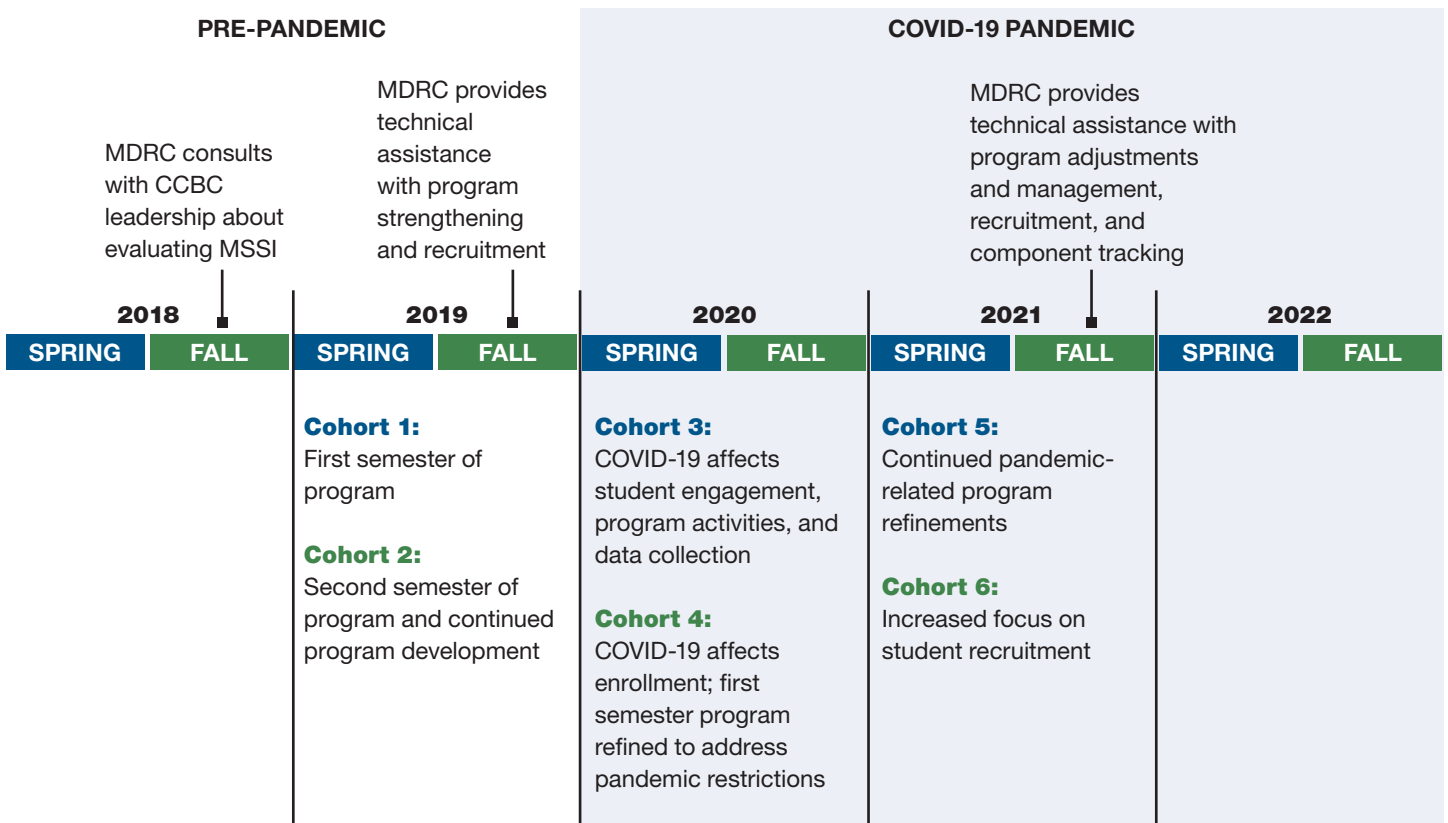 PRE-PANDEMIC
COVID-19 PANDEMIC
MDRC consults
with CCBC
leadership about
evaluating MSSI
MDRC provides
technical
assistance
with program
strengthening
and recruitment
MDRC provides
technical assistance with
program adjustments
and management,
recruitment, and
component tracking
2018
2019
2020
2021
2022
SPRING
FALL
SPRING
FALL
SPRING
FALL
SPRING
FALL
SPRING
FALL
Cohort 1:
First semester of
program
Cohort 2:
Second semester of
program and continued
program development
Cohort 3:
COVID-19 affects
student engagement,
program activities, and
data collection
Cohort 4:
COVID-19 affects
enrollment; first
semester program
refined to address
pandemic restrictions
Cohort 5:
Continued pandemic-
related program
refinements
Cohort 6:
Increased focus on
student recruitment